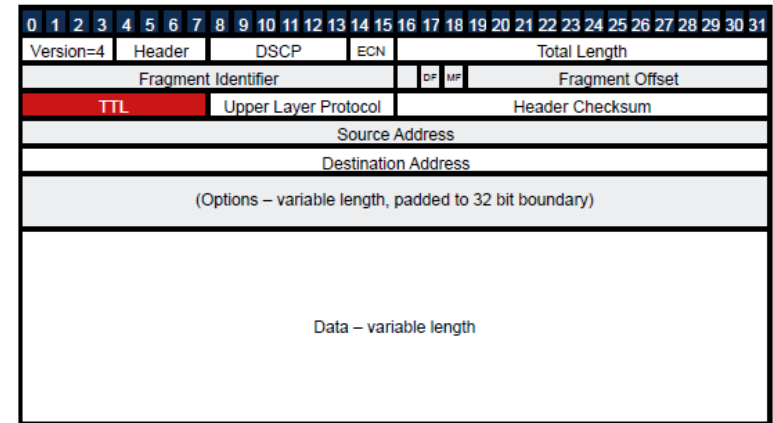 0 1 2 3 4 5 6 7 8 9 10 11 12 13 14 15 16 17 18 19 20 21 22 23 24 25 26 27 28 29 30 31
Version=4 Header DSCP ECN Total Length
Fragment Identifier DF MF Fragment Offset
TTL Upper Layer Protocol Header Checksum
Source Address
Destination Address
(Options – variable length, padded to 32 bit boundary)
Data – variable length